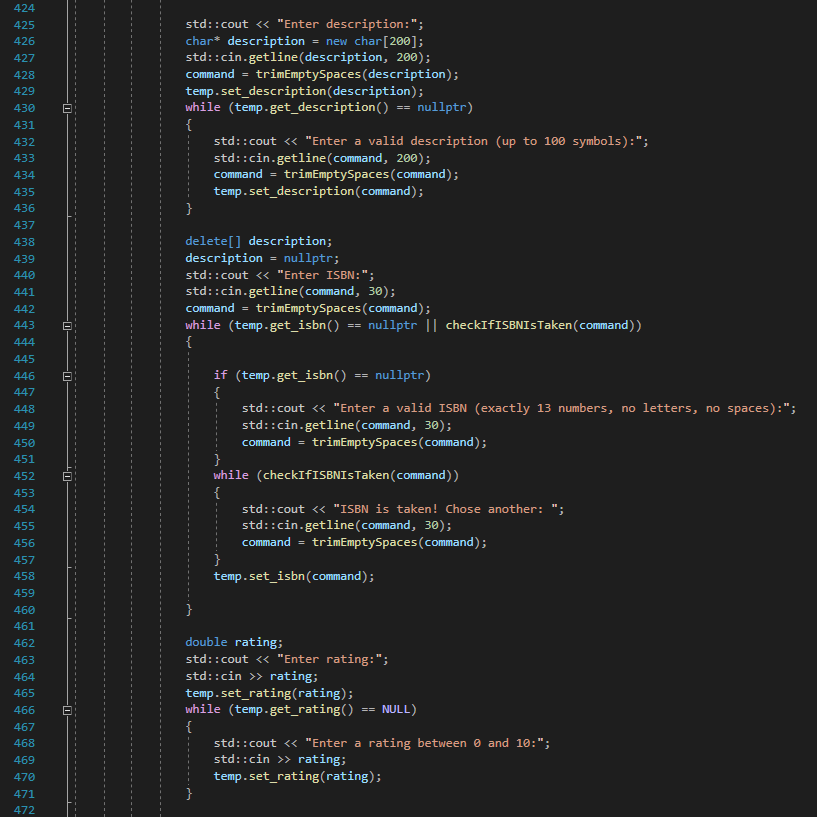 424
425 std::cout << "Enter description:";
426 char* description = new char[200];
427 std::cin.getline(description, 200);
428 command = trimEmptySpaces(description);
429 temp.set_description(description);
430 while (temp.get_description() == nullptr)
431 {
432 std::cout << "Enter a valid description (up to 100 symbols):";
433 std::cin.getline(command, 200);
434 command = trimEmptySpaces(command);
435 temp.set_description(command);
436 }
437
438 delete[] description;
439 description = nullptr;
440 std::cout << "Enter ISBN:";
441 std::cin.getline(command, 30);
442 command = trimEmptySpaces(command);
443 while (temp.get_isbn() == nullptr || checkIfISBNIsTaken(command))
444 {
445
446 if (temp.get_isbn() == nullptr)
447 {
448 std::cout << "Enter a valid ISBN (exactly 13 numbers, no letters, no spaces):";
449 std::cin.getline(command, 30);
450 command = trimEmptySpaces(command);
451 }
452 while (checkIfISBNIsTaken(command))
453 {
454 std::cout << "ISBN is taken! Chose another: ";
455 std::cin.getline(command, 30);
456 command = trimEmptySpaces(command);
457 }
458 temp.set_isbn(command);
459
460 }
461
462 double rating;
463 std::cout << "Enter rating:";
464 std::cin >> rating;
465 temp.set_rating(rating);
466 while (temp.get_rating() == NULL)
467 {
468 std::cout << "Enter a rating between 0 and 10:";
469 std::cin >> rating;
470 temp.set_rating(rating);
471 }
472